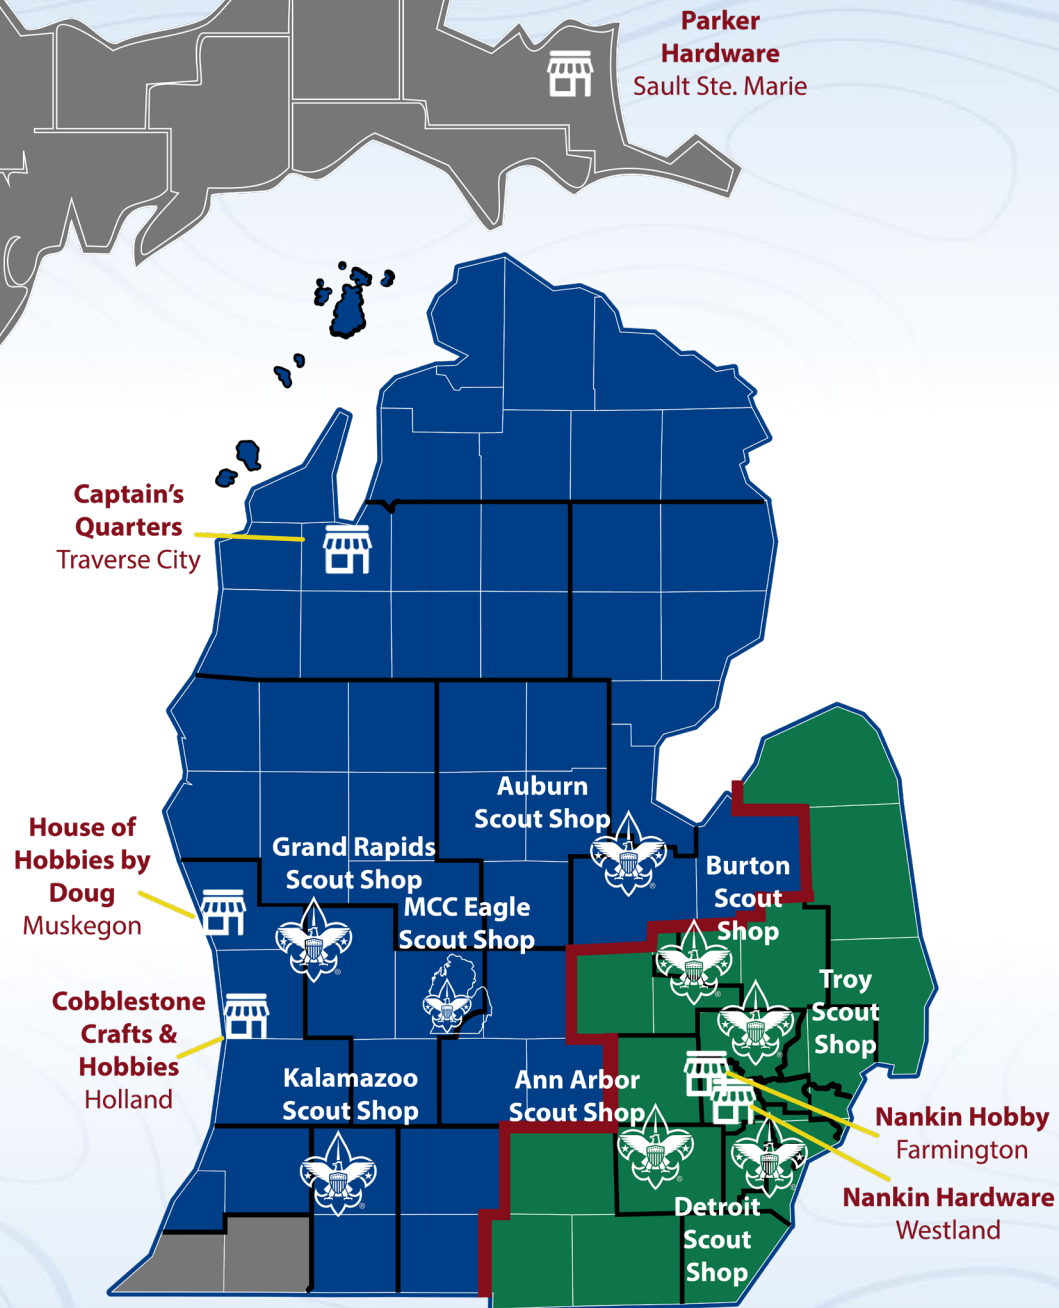 Parker
Hardware
Sault Ste. Marie
Captain's
Quarters
Traverse City
Auburn
Scout Shop
House of
Hobbies by
Doug
Muskegon
Grand Rapids
Scout Shop
Burton
Scout
Shop
MCC Eagle
Scout Shop
Troy
Scout
Shop
Cobblestone
Crafts &
Hobbies
Holland
Kalamazoo
Scout Shop
Ann Arbor
Scout Shop
Nankin Hobby
Farmington
Nankin Hardware
Westland
Detroit
Scout
Shop